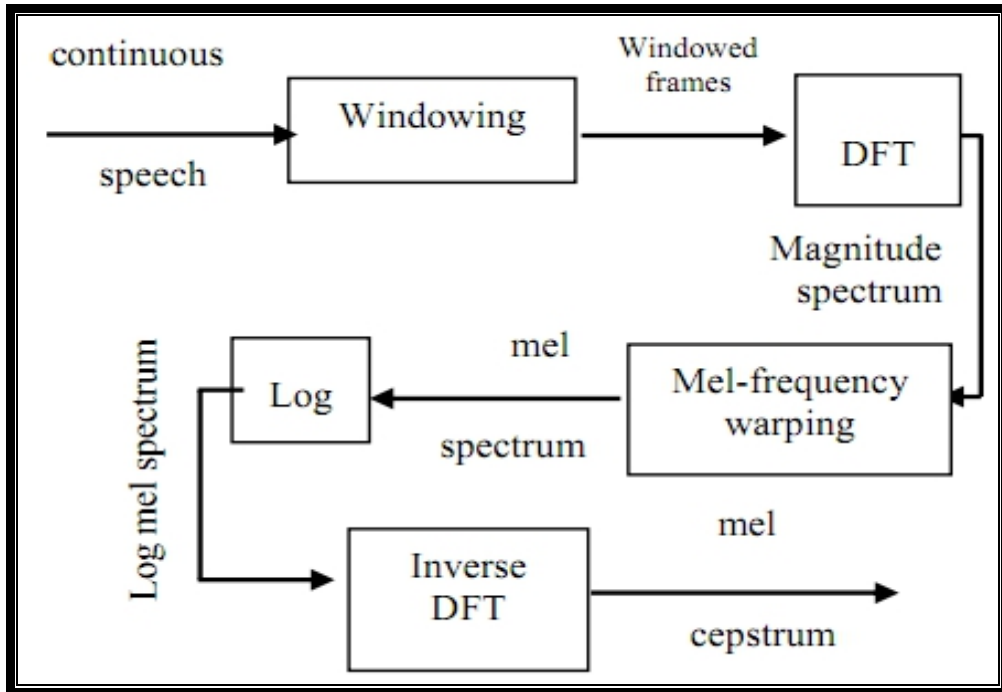 continuous
speech
Windowing
Windowed
frames
DFT
Magnitude
spectrum
Mel-frequency
warping
mel
spectrum
Log
Log mel spectrum
Inverse
DFT
mel
cepstrum